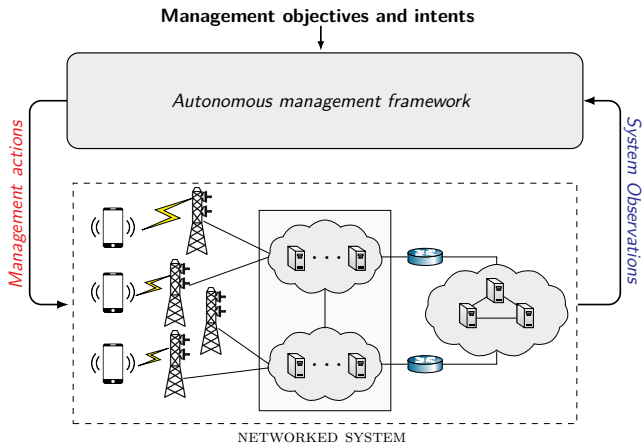 Management objectives and intents
Autonomous management framework
Management actions
System Observations
NETWORKED SYSTEM